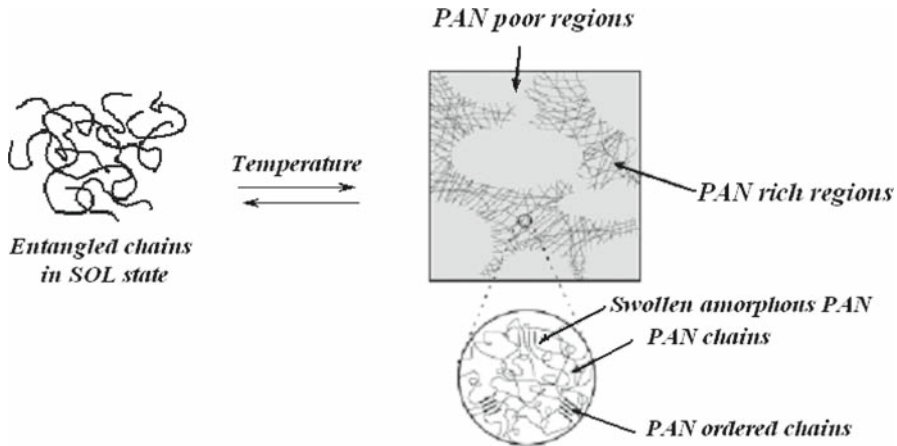 PAN poor regions
Temperature
PAN rich regions
Entangled chains
in SOL state
Swollen amorphous PAN
PAN chains
PAN ordered chains